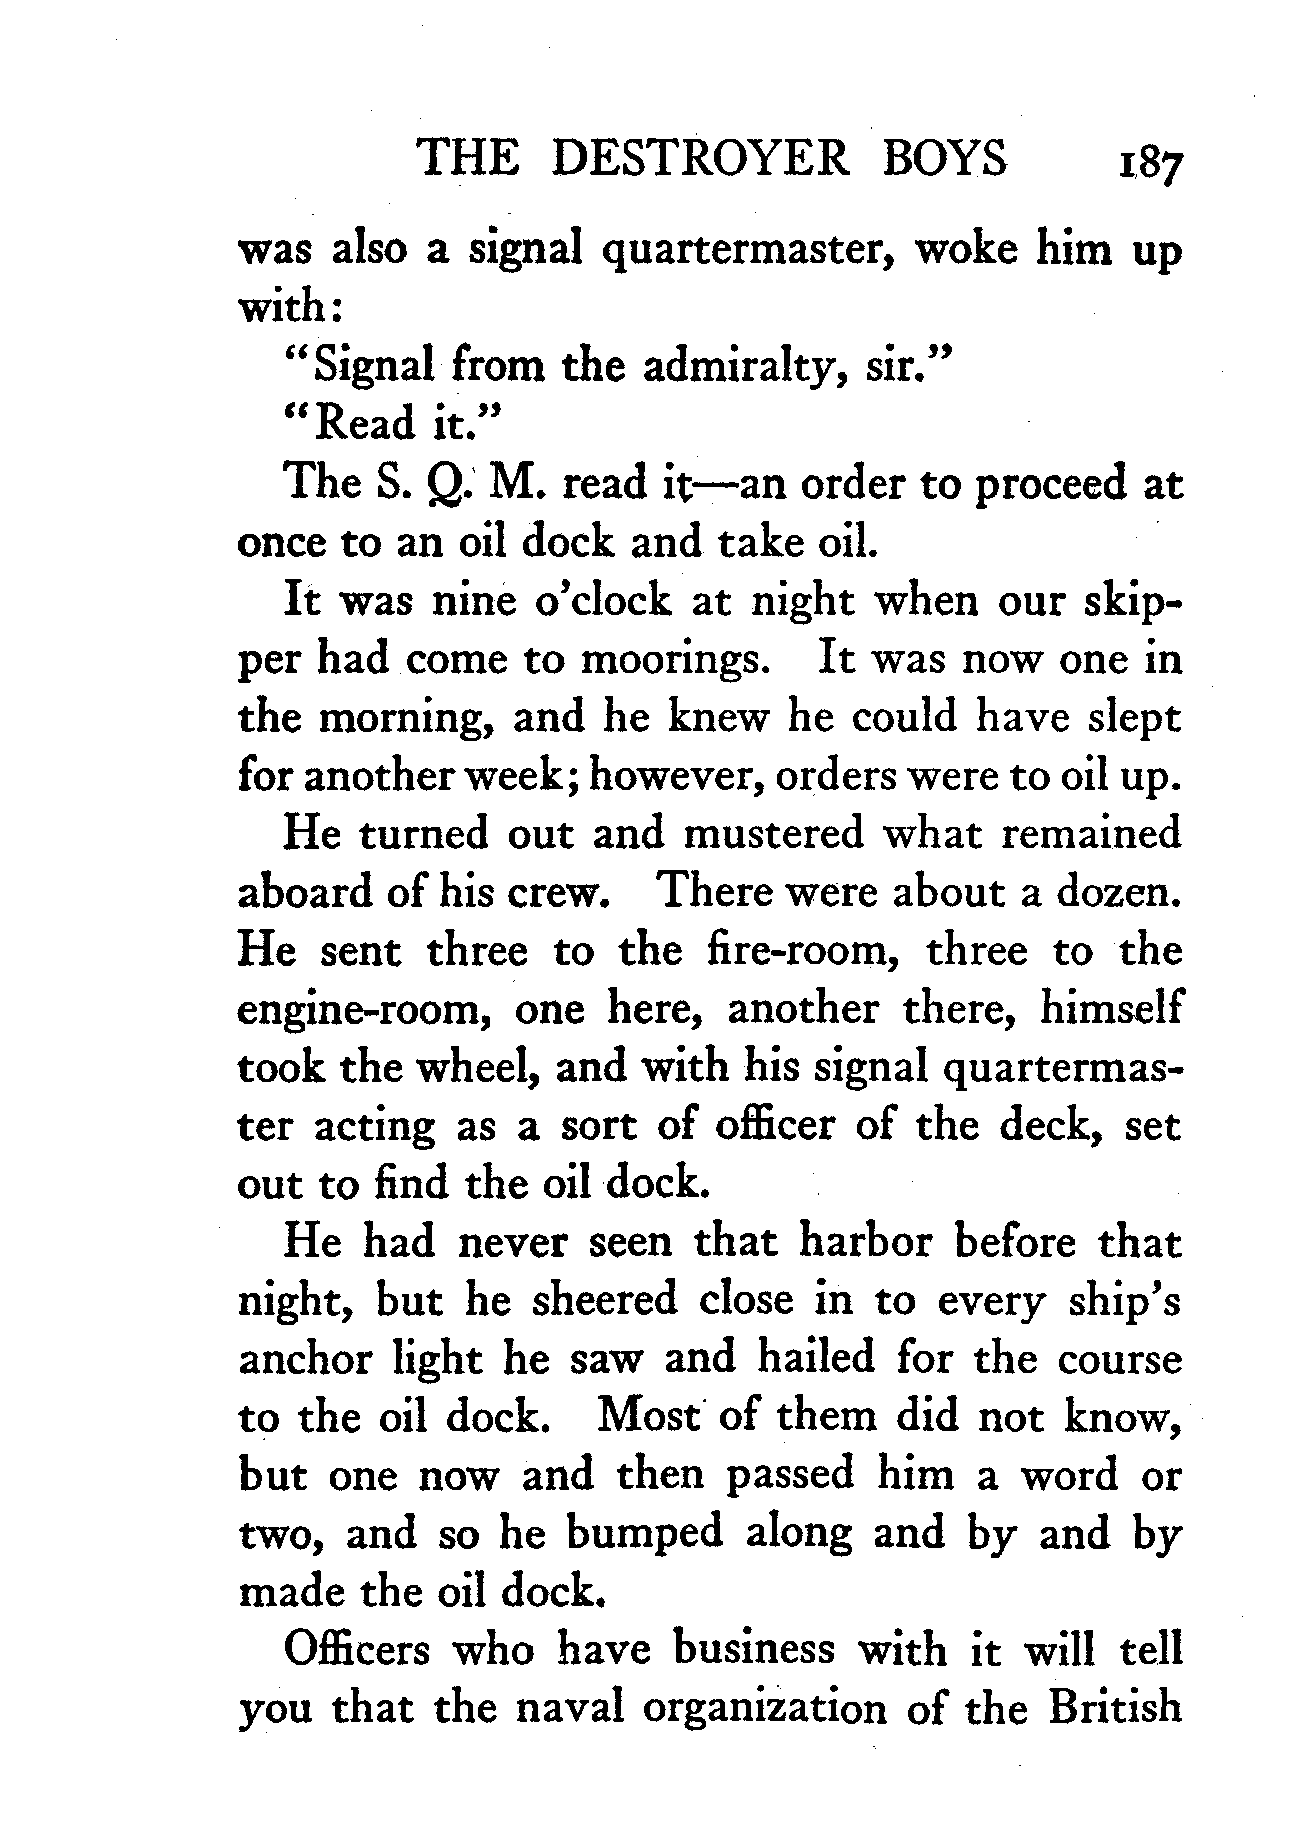 THE DESTROYER BOYS 187
was also a signal quartermaster, woke him up
with:
"Signal from the admiralty, sir."
"Read it."
The S. Q. M. read it—an order to proceed at
once to an oil dock and take oil.
It was nine o'clock at night when our skip-
per had come to moorings. It was now one in
the morning, and he knew he could have slept
for another week; however, orders were to oil up.
He turned out and mustered what remained
aboard of his crew. There were about a dozen.
He sent three to the fire-room, three to the
engine-room, one here, another there, himself
took the wheel, and with his signal quartermas-
ter acting as a sort of officer of the deck, set
out to find the oil dock.
He had never seen that harbor before that
night, but he sheered close in to every ship's
anchor light he saw and hailed for the course
to the oil dock. Most of them did not know,
but one now and then passed him a word or
two, and so he bumped along and by and by
made the oil dock.
Officers who have business with it will tell
you that the naval organization of the British